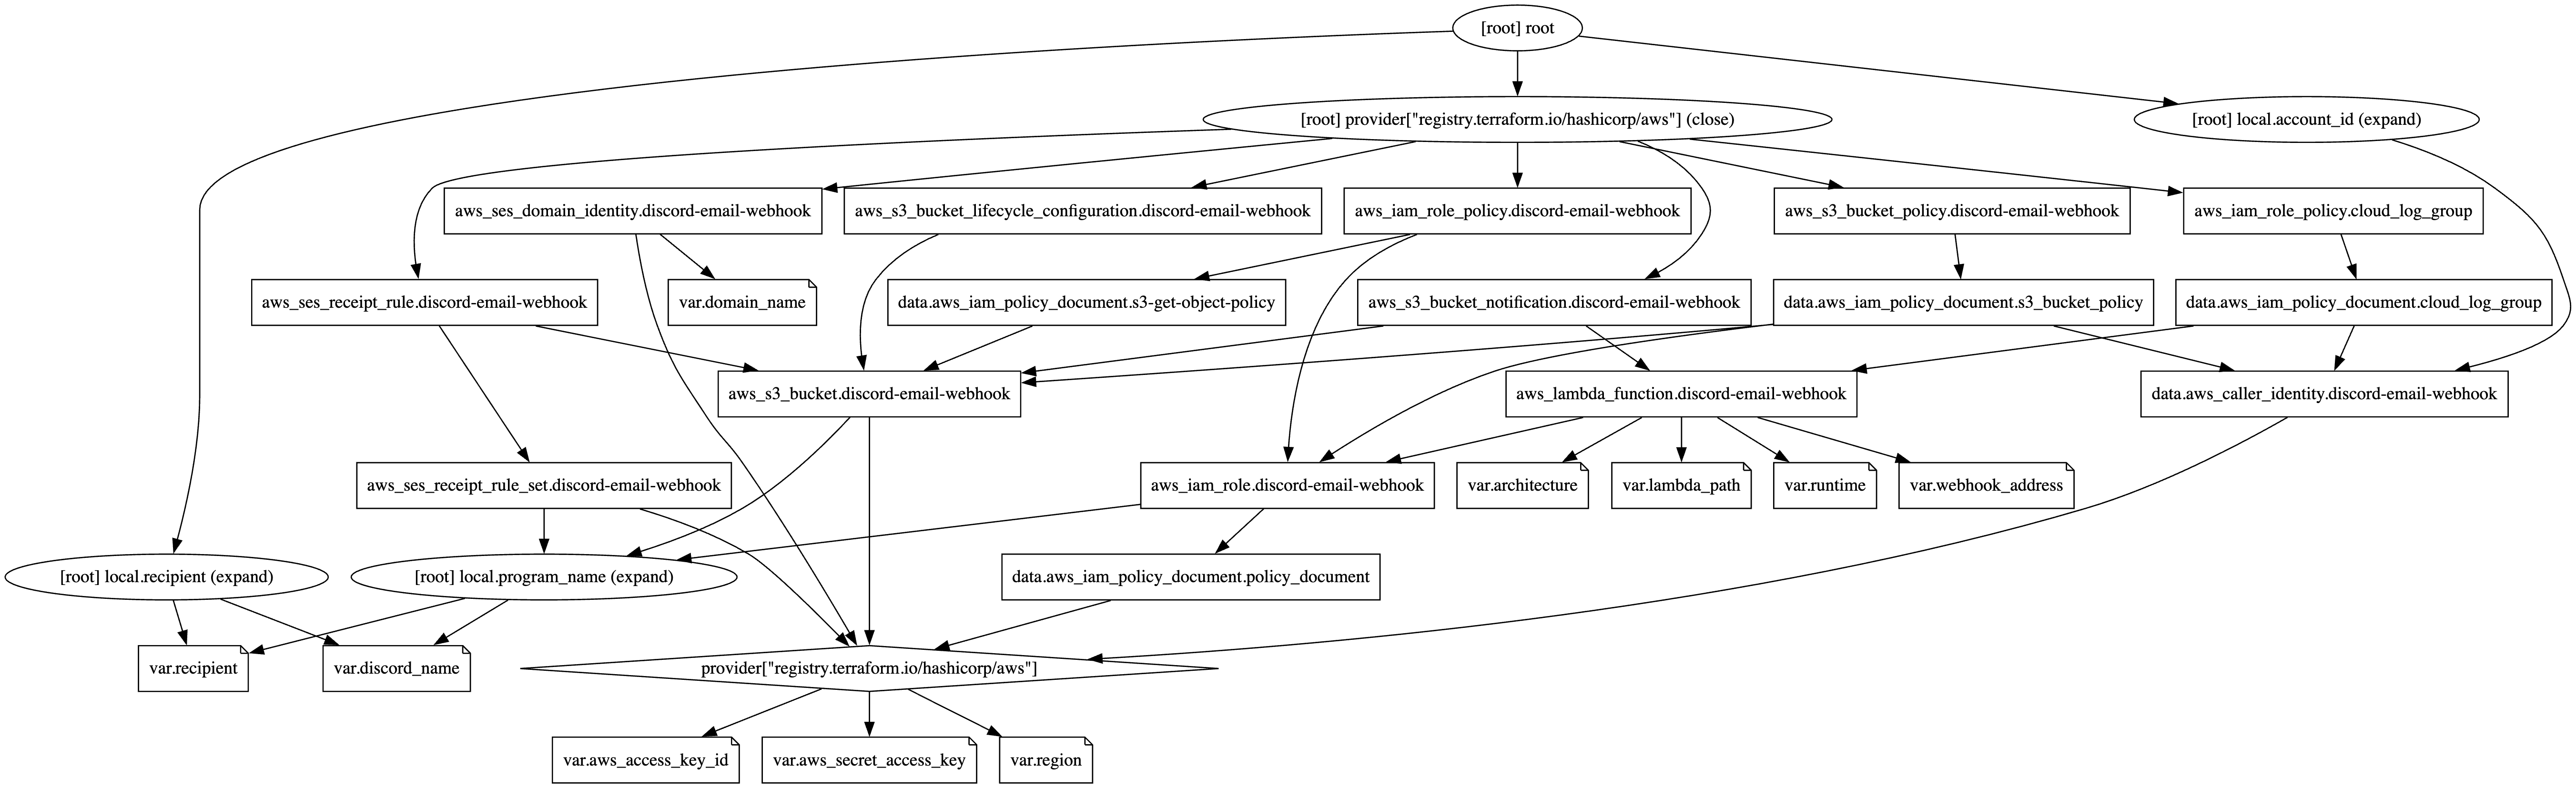 [root] root
[root] provider["registry.terraform.io/hashicorp/aws"] (close)
[root] local.account_id (expand)
aws_ses_domain_identity.discord-email-webhook
aws_s3_bucket_lifecycle_configuration.discord-email-webhook
aws_iam_role_policy.discord-email-webhook
aws_s3_bucket_policy.discord-email-webhook
aws_iam_role_policy.cloud_log_group
aws_ses_receipt_rule.discord-email-webhook
var.domain_name
data.aws_iam_policy_document.s3-get-object-policy
aws_s3_bucket_notification.discord-email-webhook
data.aws_iam_policy_document.s3_bucket_policy
data.aws_iam_policy_document.cloud_log_group
aws_s3_bucket.discord-email-webhook
aws_lambda_function.discord-email-webhook
data.aws_caller_identity.discord-email-webhook
aws_ses_receipt_rule_set.discord-email-webhook
aws_iam_role.discord-email-webhook
var.architecture
var.lambda_path
var.runtime
var.webhook_address
[root] local.recipient (expand)
[root] local.program_name (expand)
data.aws_iam_policy_document.policy_document
var.recipient
var.discord_name
provider["registry.terraform.io/hashicorp/aws"]
var.aws_access_key_id
var.aws_secret_access_key
var.region